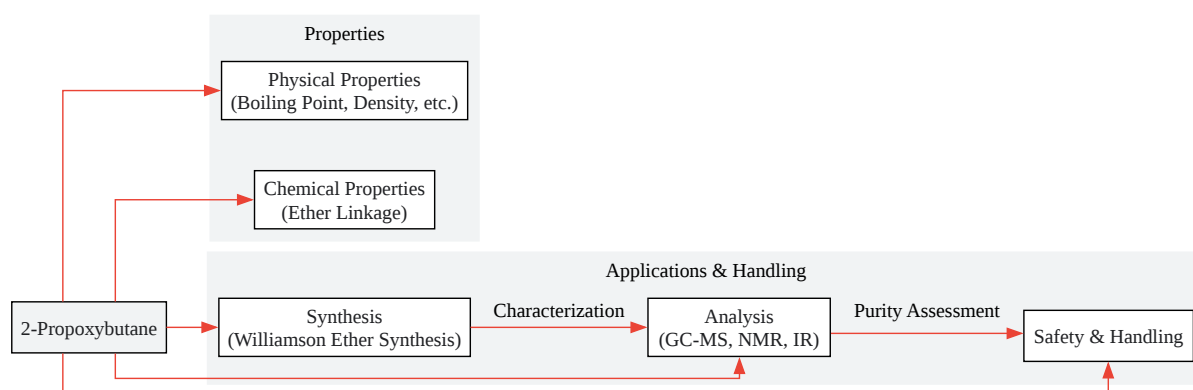 Properties
Physical Properties
(Boiling Point, Density, etc.)
Chemical Properties
(Ether Linkage)
Applications & Handling
2-Propoxybutane
Synthesis
(Williamson Ether Synthesis)
Characterization
Analysis
(GC-MS, NMR, IR)
Purity Assessment
Safety & Handling